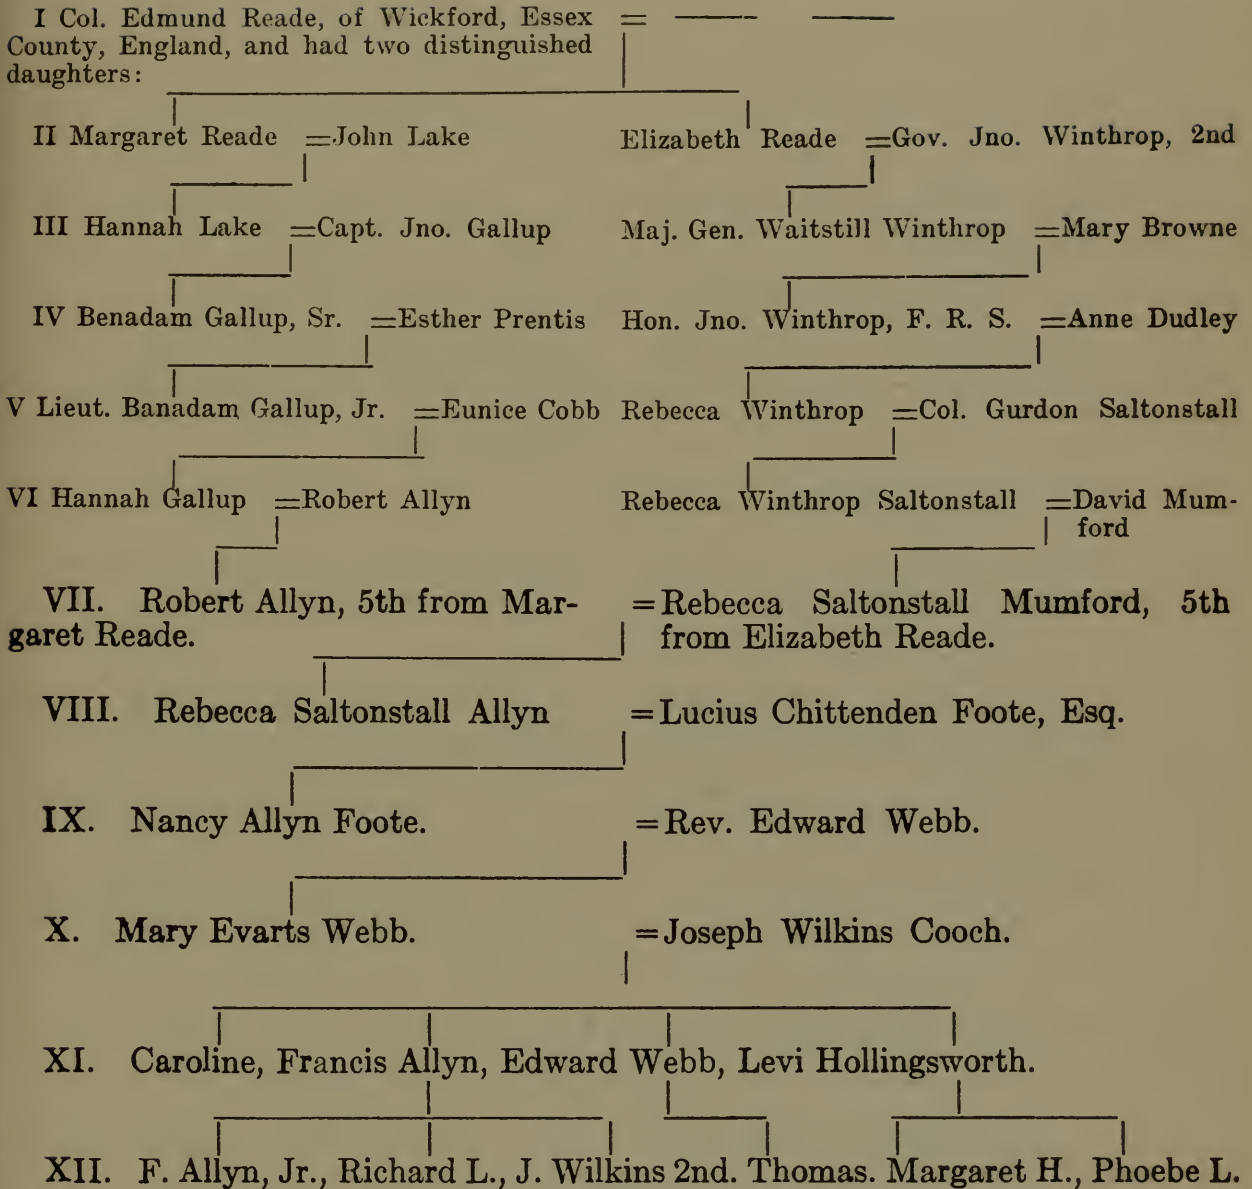 I Col. Edmund Reade, of Wickford, Essex = —— ——
County, England, and had two distinguished
daughters:
II Margaret Reade =John Lake Elizabeth Reade =Gov. Jno. Winthrop, 2nd
III Hannah Lake =Capt. Jno. Gallup Maj. Gen. Waitstill Winthrop =Mary Browne
IV Benadam Gallup, Sr. =Esther Prentis Hon. Jno. Winthrop, F. R. S. =Anne Dudley
V Lieut. Banadam Gallup, Jr. =Eunice Cobb Rebecca Winthrop =Col. Gurdon Saltonstall
VI Hannah Gallup =Robert Allyn Rebecca Winthrop Saltonstall =David Mum-
ford
VII. Robert Allyn, 5th from Mar- =Rebecca Saltonstall Mumford, 5th
garet Reade. from Elizabeth Reade.
VIII. Rebecca Saltonstall Allyn =Lucius Chittenden Foote, Esq.
IX. Nancy Allyn Foote. =Rev. Edward Webb.
X. Mary Evarts Webb. =Joseph Wilkins Cooch.
XI. Caroline, Francis Allyn, Edward Webb, Levi Hollingsworth.
XII. F. Allyn, Jr., Richard L., J. Wilkins 2nd. Thomas. Margaret H., Phoebe L.